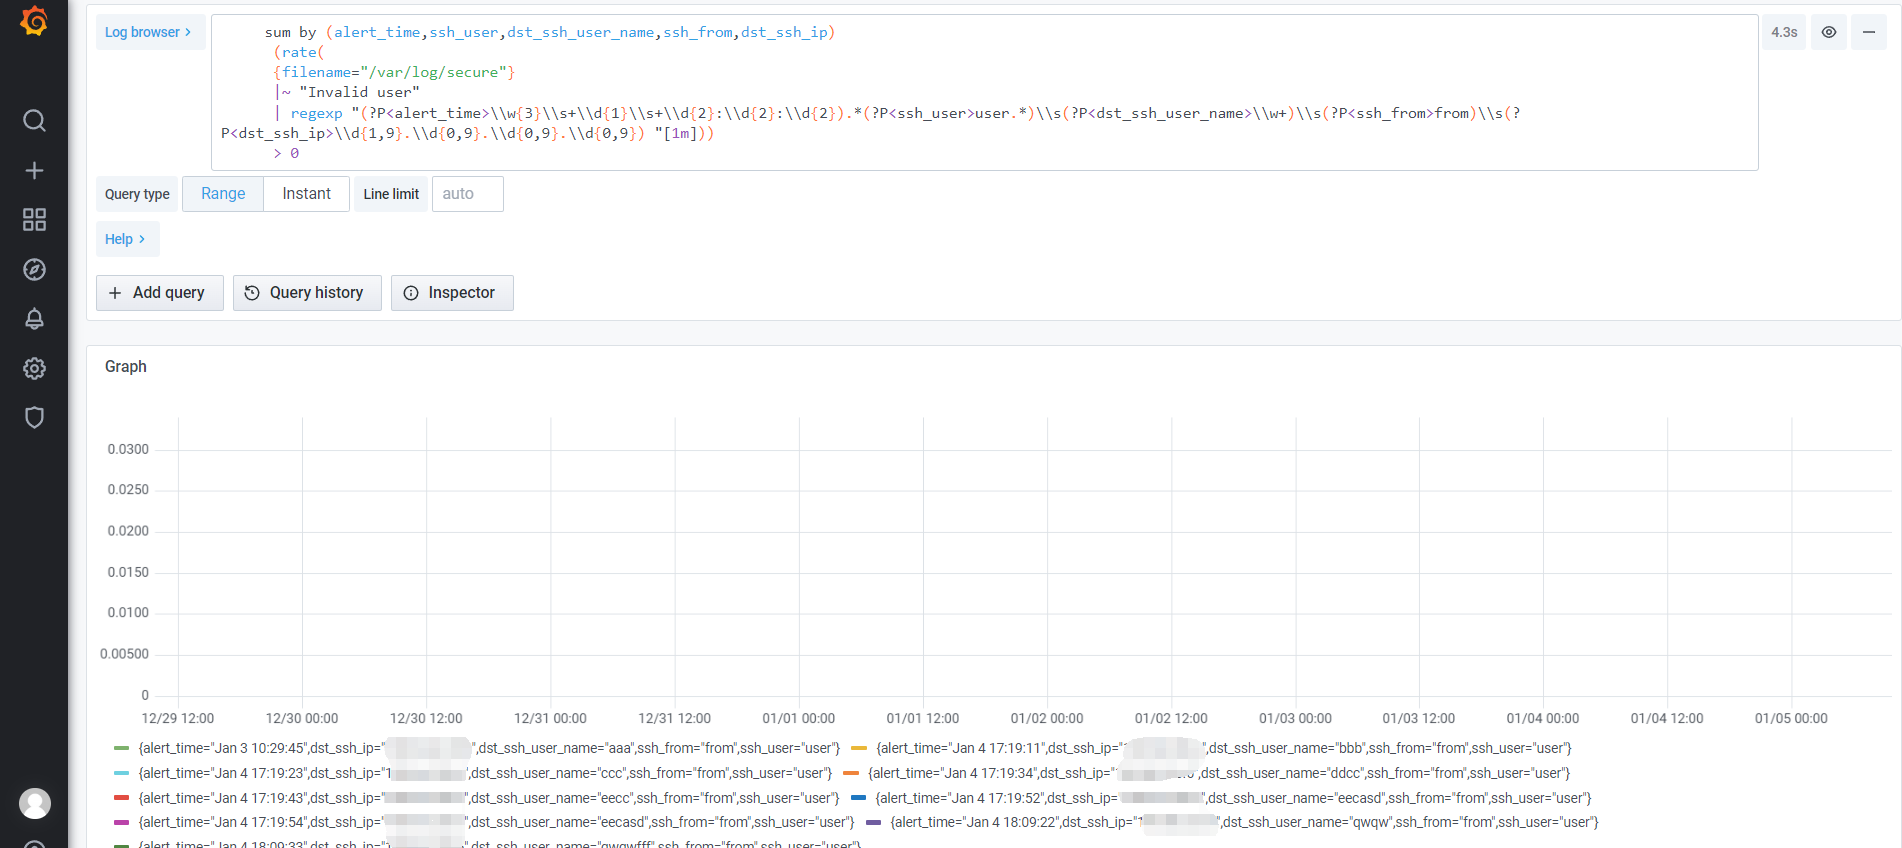 Log browser >
sum by (alert_time,ssh_user,dst_ssh_user_name,ssh_from,dst_ssh_ip)
4.3s
(rate(
{filename="/var/log/secure"}
|~ "Invalid user"
| regexp "(?P<alert_time>\\w{3}\\s+\\d{1}\\s+\\d{2}:\\d{2}:\\d{2}).*(?P<ssh_user>user.*)\\s(?P<dst_ssh_user_name>\\w+)\\s(?P<ssh_from>from)\\s(?
P<dst_ssh_ip>\\d{1,9}.\\d{0,9}.\\d{0,9}.\\d{0,9}) "[1m]))
> 0
Query type Range Instant Line limit auto
Help >
+ Add query Query history Inspector
Graph
0.0300
0.0250
0.0200
0.0150
0.0100
0.00500
0
12/29 12:00 12/30 00:00 12/30 12:00 12/31 00:00 12/31 12:00 01/01 00:00 01/01 12:00 01/02 00:00 01/02 12:00 01/03 00:00 01/03 12:00 01/04 00:00 01/04 12:00 01/05 00:00
{alert_time="Jan 3 10:29:45",dst_ssh_ip=" ",dst_ssh_user_name="aaa",ssh_from="from",ssh_user="user"} {alert_time="Jan 4 17:19:11",dst_ssh_ip=" ",dst_ssh_user_name="bbb",ssh_from="from",ssh_user="user"}
{alert_time="Jan 4 17:19:23",dst_ssh_ip="1 ",dst_ssh_user_name="ccc",ssh_from="from",ssh_user="user"} {alert_time="Jan 4 17:19:34",dst_ssh_ip=" ",dst_ssh_user_name="ddcc",ssh_from="from",ssh_user="user"}
{alert_time="Jan 4 17:19:43",dst_ssh_ip=" ",dst_ssh_user_name="eecc",ssh_from="from",ssh_user="user"} {alert_time="Jan 4 17:19:52",dst_ssh_ip=" ",dst_ssh_user_name="eecasd",ssh_from="from",ssh_user="user"}
{alert_time="Jan 4 17:19:54",dst_ssh_ip=" ",dst_ssh_user_name="eecasd",ssh_from="from",ssh_user="user"} {alert_time="Jan 4 18:09:22",dst_ssh_ip=" ",dst_ssh_user_name="qwqw",ssh_from="from",ssh_user="user"}
{alert_time="Jan 4 18:09:33",dst_ssh_ip=" ",dst_ssh_user_name="qwqwfff",ssh_from="from",ssh_user="user"}